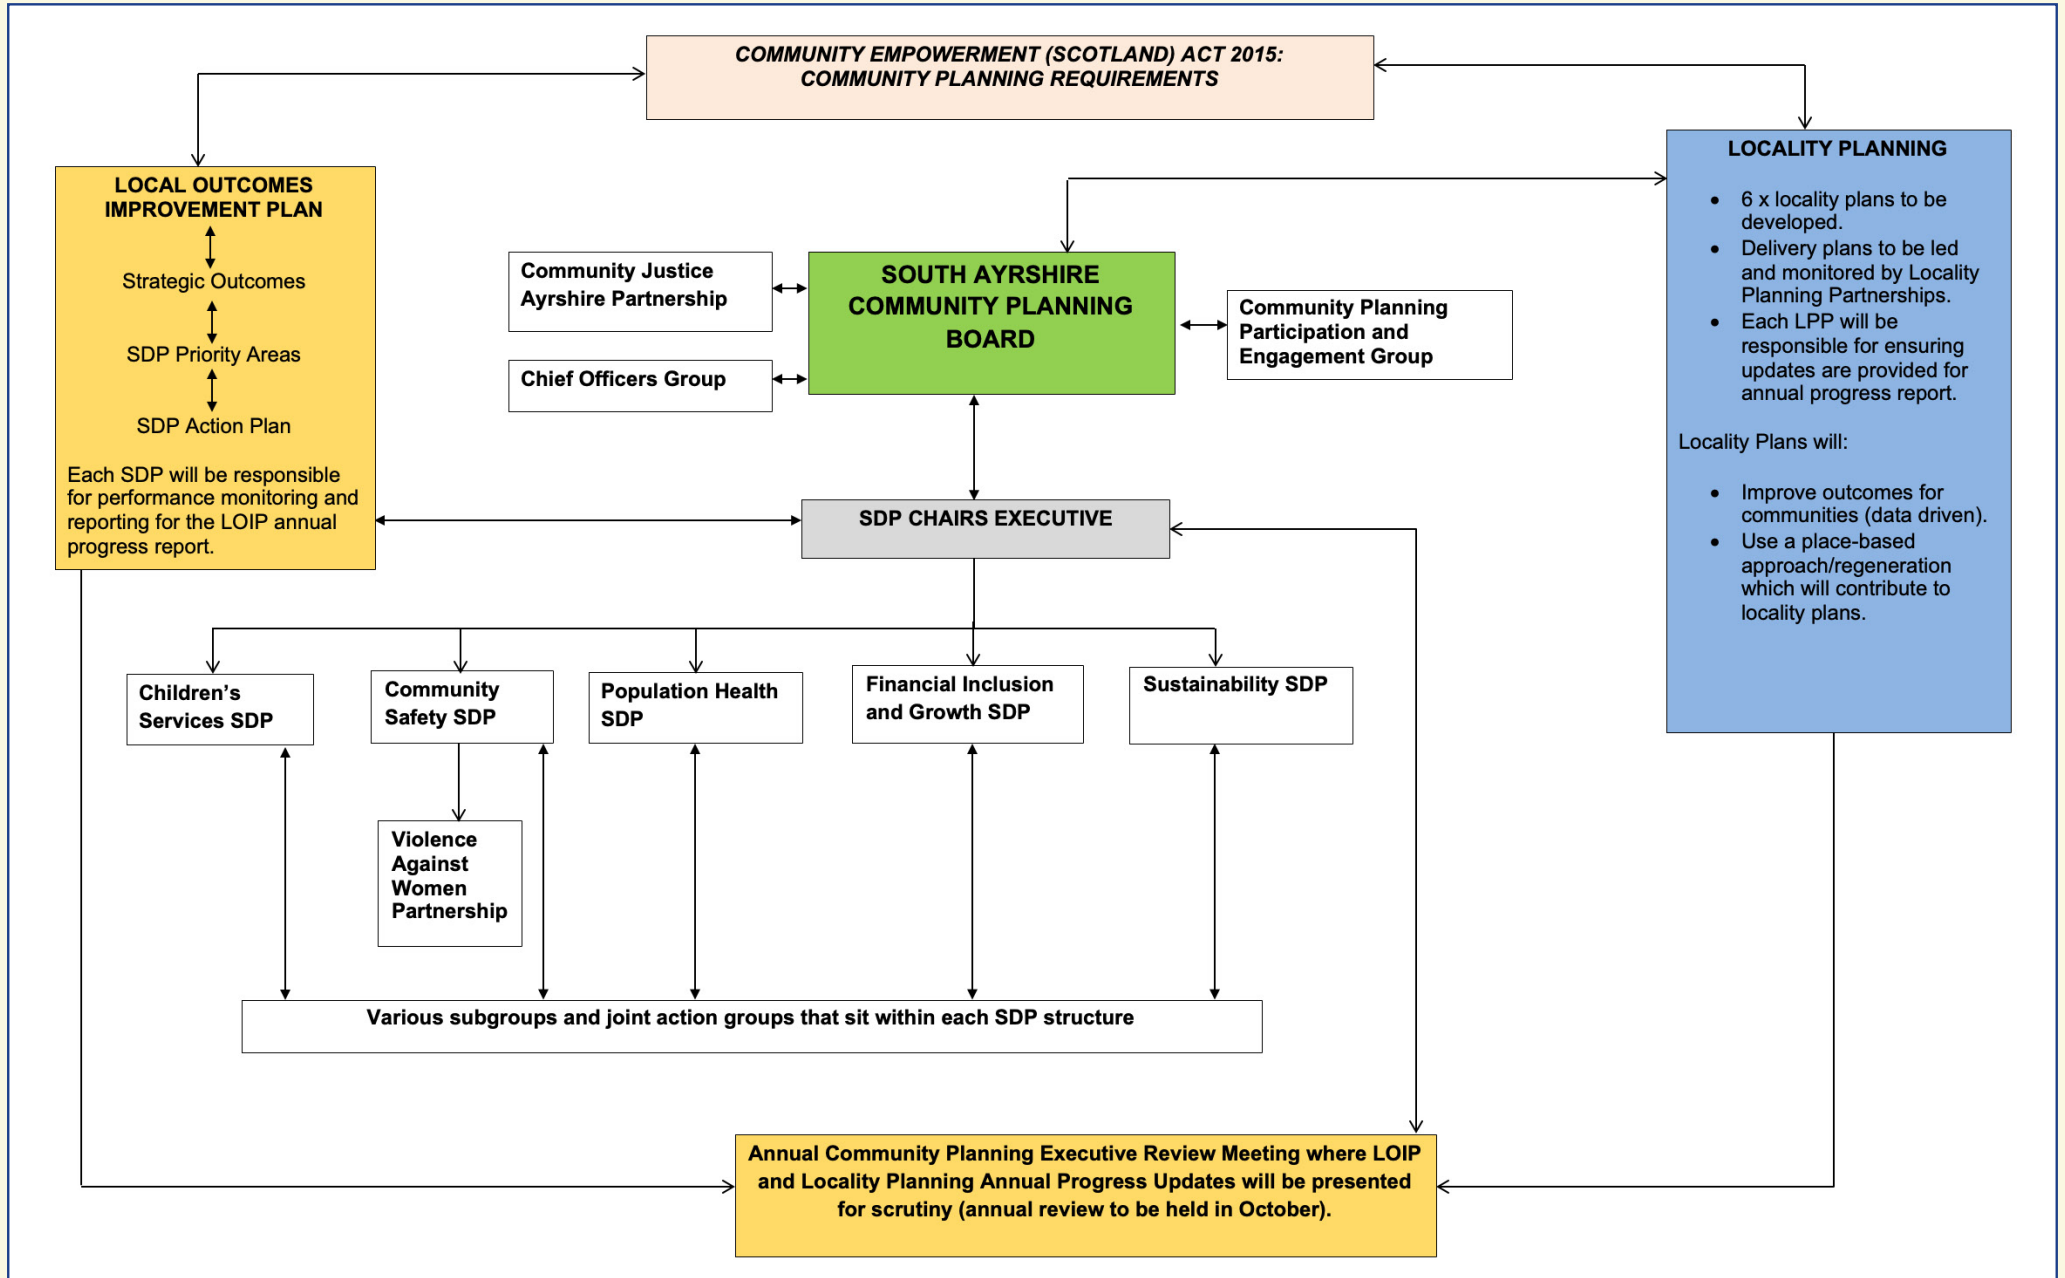 COMMUNITY EMPOWERMENT (SCOTLAND) ACT 2015:
COMMUNITY PLANNING REQUIREMENTS
LOCAL OUTCOMES
IMPROVEMENT PLAN
Strategic Outcomes
SDP Priority Areas
SDP Action Plan
Each SDP will be responsible
for performance monitoring and
reporting for the LOIP annual
progress report.
Community Justice
Ayrshire Partnership
Chief Officers Group
SOUTH AYRSHIRE
COMMUNITY PLANNING
BOARD
Community Planning
Participation and
Engagement Group
LOCALITY PLANNING
• 6 x locality plans to be
developed.
• Delivery plans to be led
and monitored by Locality
Planning Partnerships.
• Each LPP will be
responsible for ensuring
updates are provided for
annual progress report.
Locality Plans will:
• Improve outcomes for
communities (data driven).
• Use a place-based
approach/regeneration
which will contribute to
locality plans.
SDP CHAIRS EXECUTIVE
Children’s
Services SDP
Community
Safety SDP
Population Health
SDP
Financial Inclusion
and Growth SDP
Sustainability SDP
Violence
Against
Women
Partnership
Various subgroups and joint action groups that sit within each SDP structure
Annual Community Planning Executive Review Meeting where LOIP
and Locality Planning Annual Progress Updates will be presented
for scrutiny (annual review to be held in October).